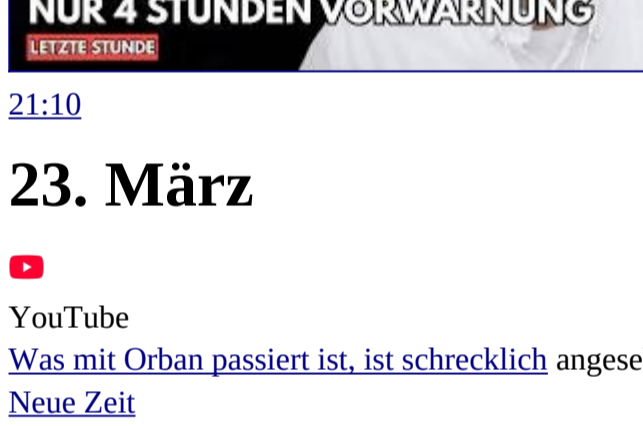 NUR 4 STUNDEN VORWARNUNG
LETZTE STUNDE
21:10
23. März
YouTube
Was mit Orban passiert ist, ist schrecklich angese
Neue Zeit